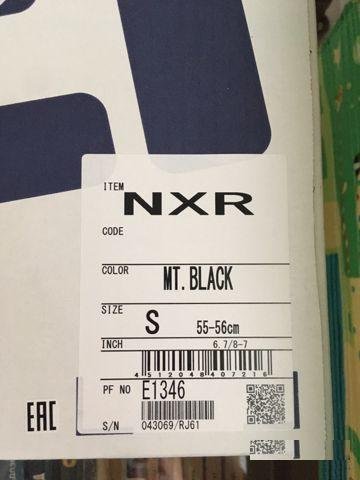 ITEM NXR
CODE
COLOR MT. BLACK
SIZE S 55-56cm
INCH 6.7/8-7
4512048407216
PF NO E1346
S/N 043069/RJ61
EAC